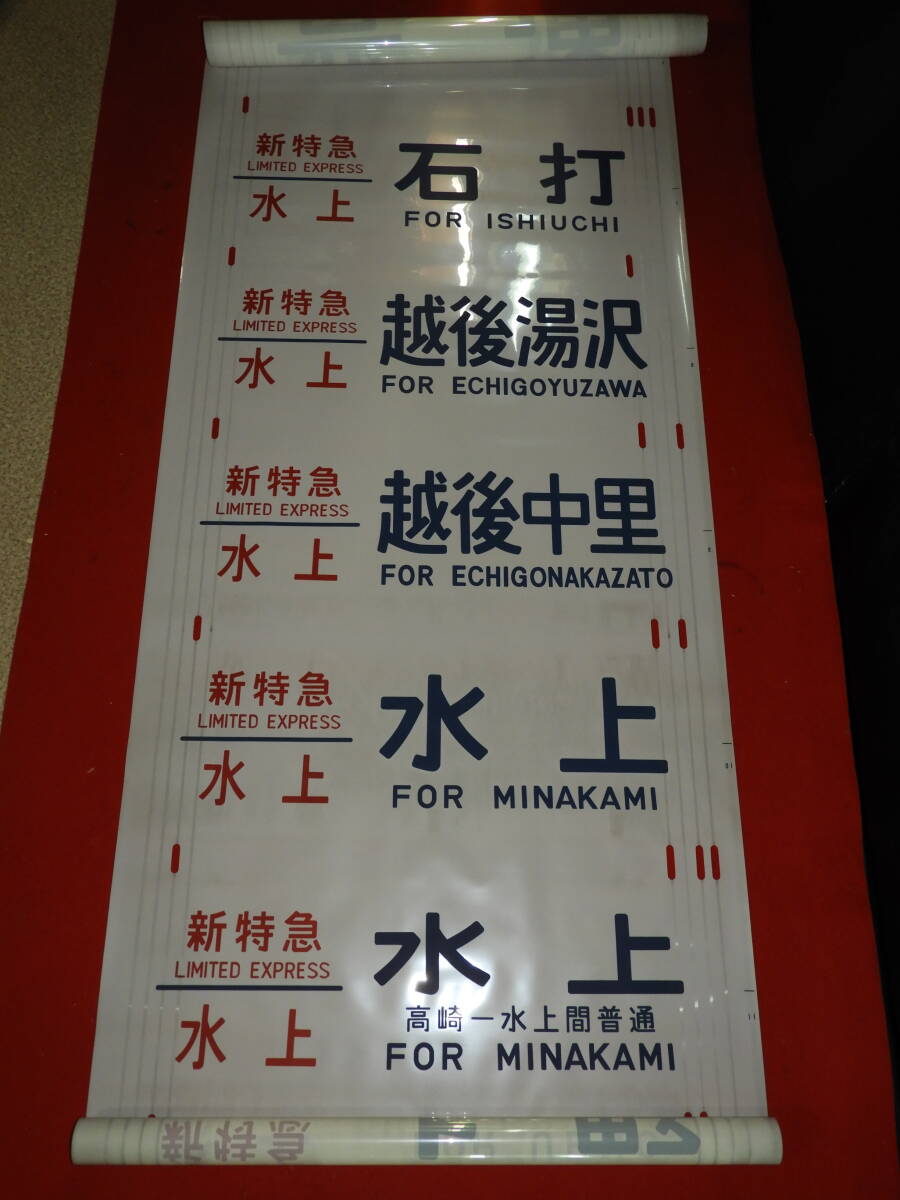 新特急
LIMITED EXPRESS
水上
石打
FOR ISHIUCHI
新特急
LIMITED EXPRESS
水上
越後湯沢
FOR ECHIGOYUZAWA
新特急
LIMITED EXPRESS
水上
越後中里
FOR ECHIGONAKAZATO
新特急
LIMITED EXPRESS
水上
水上
FOR MINAKAMI
新特急
LIMITED EXPRESS
水上
水上
高崎ー水上間普通
FOR MINAKAMI
新特急